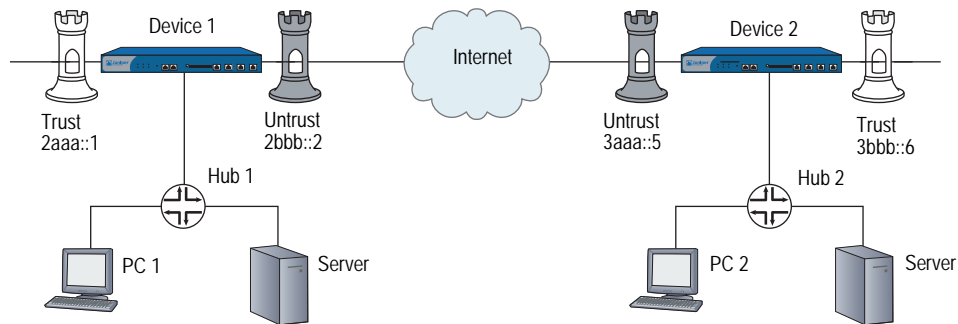 Device 1
Device 2
Internet
Trust
2aaa::1
Untrust
2bbb::2
Untrust
3aaa::5
Trust
3bbb::6
Hub 1
Hub 2
PC 1
Server
PC 2
Server